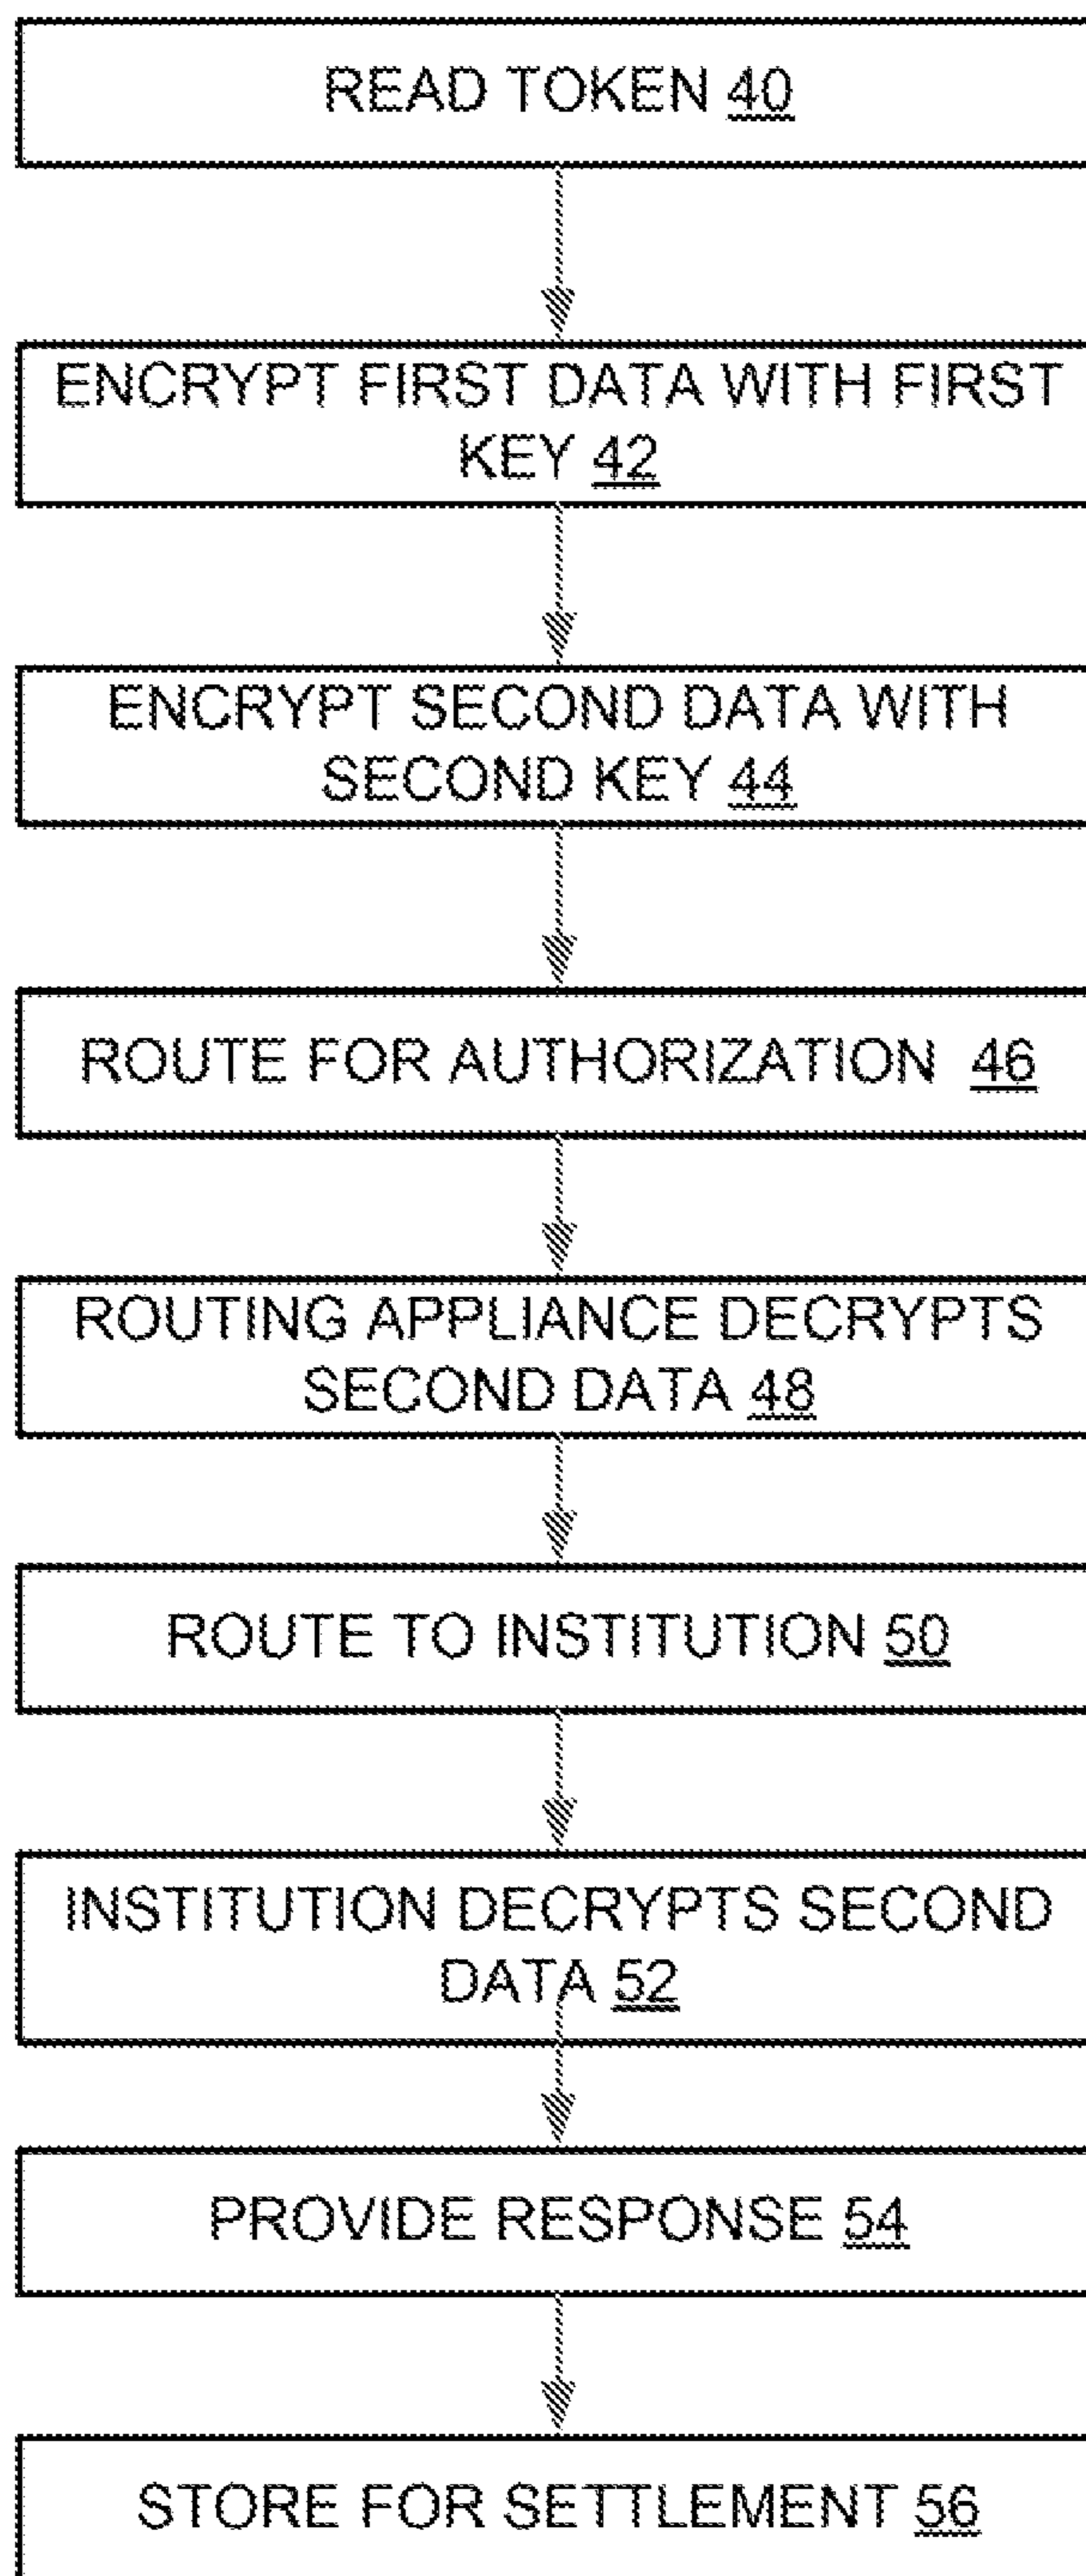 READ TOKEN 40
ENCRYPT FIRST DATA WITH FIRST
KEY 42
ENCRYPT SECOND DATA WITH
SECOND KEY 44
ROUTE FOR AUTHORIZATION 46
ROUTING APPLIANCE DECRYPTS
SECOND DATA 48
ROUTE TO INSTITUTION 50
INSTITUTION DECRYPTS SECOND
DATA 52
PROVIDE RESPONSE 54
STORE FOR SETTLEMENT 56